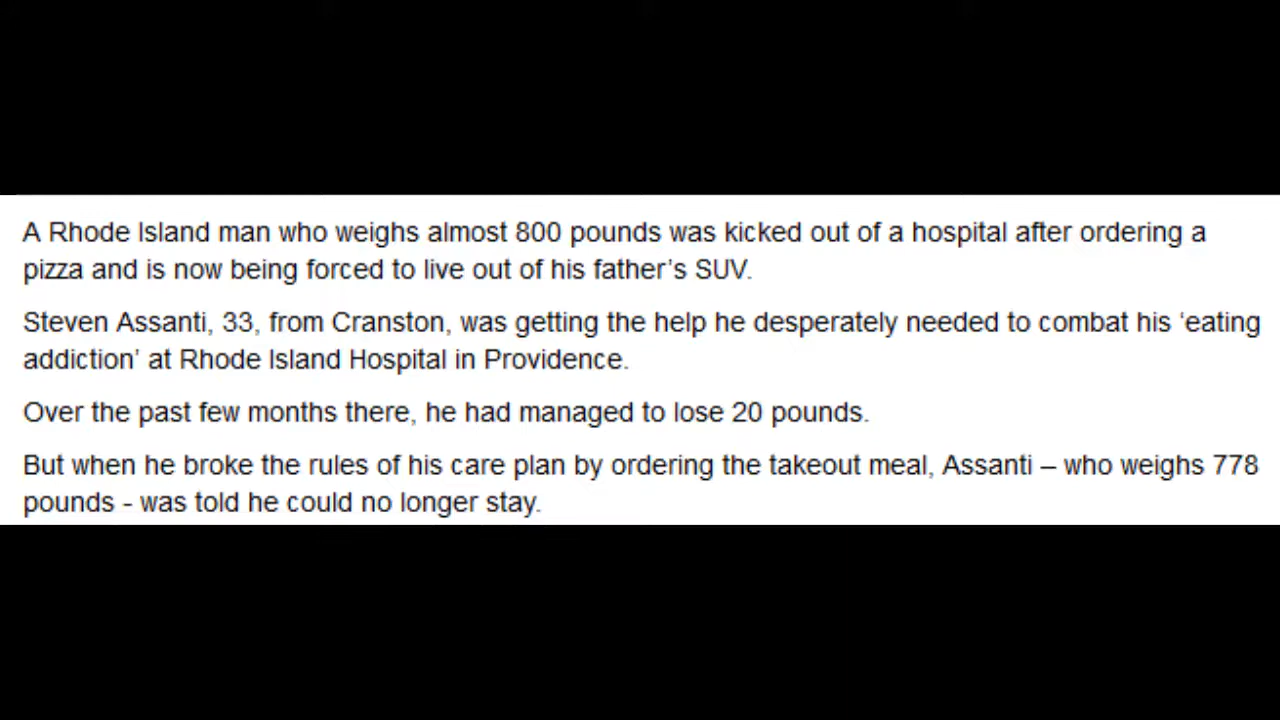 A Rhode Island man who weighs almost 800 pounds was kicked out of a hospital after ordering a
pizza and is now being forced to live out of his father’s SUV.
Steven Assanti, 33, from Cranston, was getting the help he desperately needed to combat his ‘eating
addiction’ at Rhode Island Hospital in Providence.
Over the past few months there, he had managed to lose 20 pounds.
But when he broke the rules of his care plan by ordering the takeout meal, Assanti – who weighs 778
pounds - was told he could no longer stay.